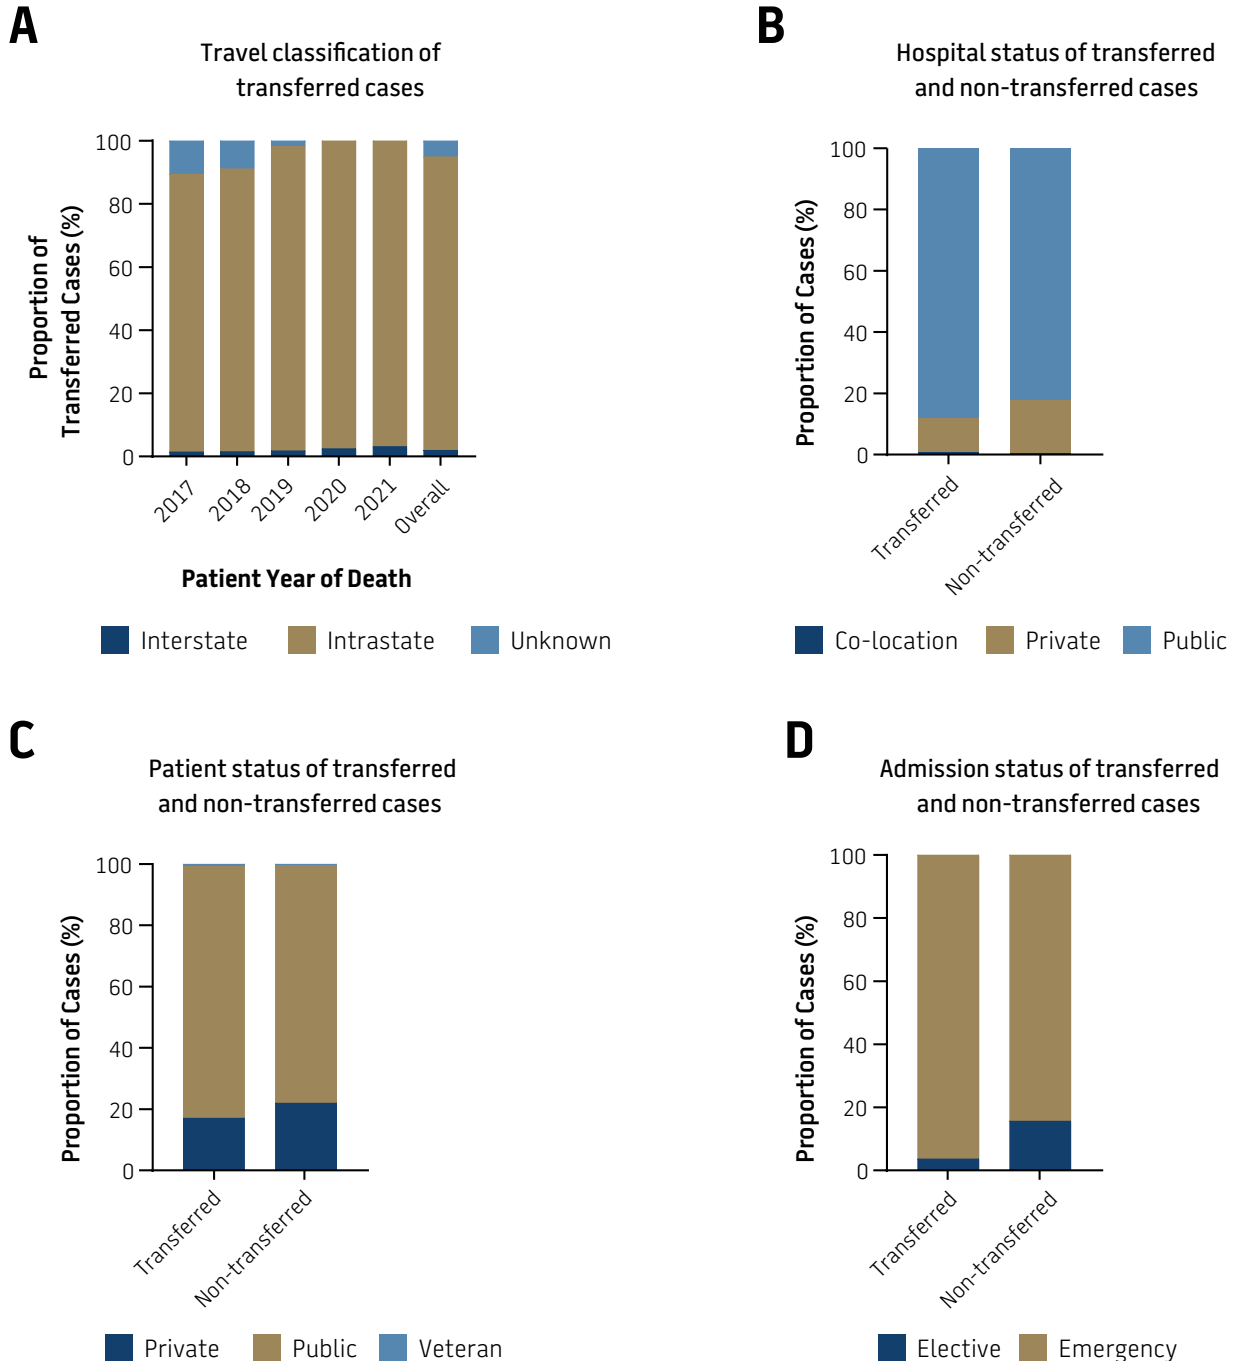 A
Travel classification of
transferred cases
Proportion of
Transferred Cases (%)
100
80
60
40
20
0
2017
2018
2019
2020
2021
Overall
Patient Year of Death
Interstate
Intrastate
Unknown
B
Hospital status of transferred
and non-transferred cases
Proportion of Cases (%)
100
80
60
40
20
0
Transferred
Non-transferred
Co-location
Private
Public
C
Patient status of transferred
and non-transferred cases
Proportion of Cases (%)
100
80
60
40
20
0
Transferred
Non-transferred
Private
Public
Veteran
D
Admission status of transferred
and non-transferred cases
Proportion of Cases (%)
100
80
60
40
20
0
Transferred
Non-transferred
Elective
Emergency